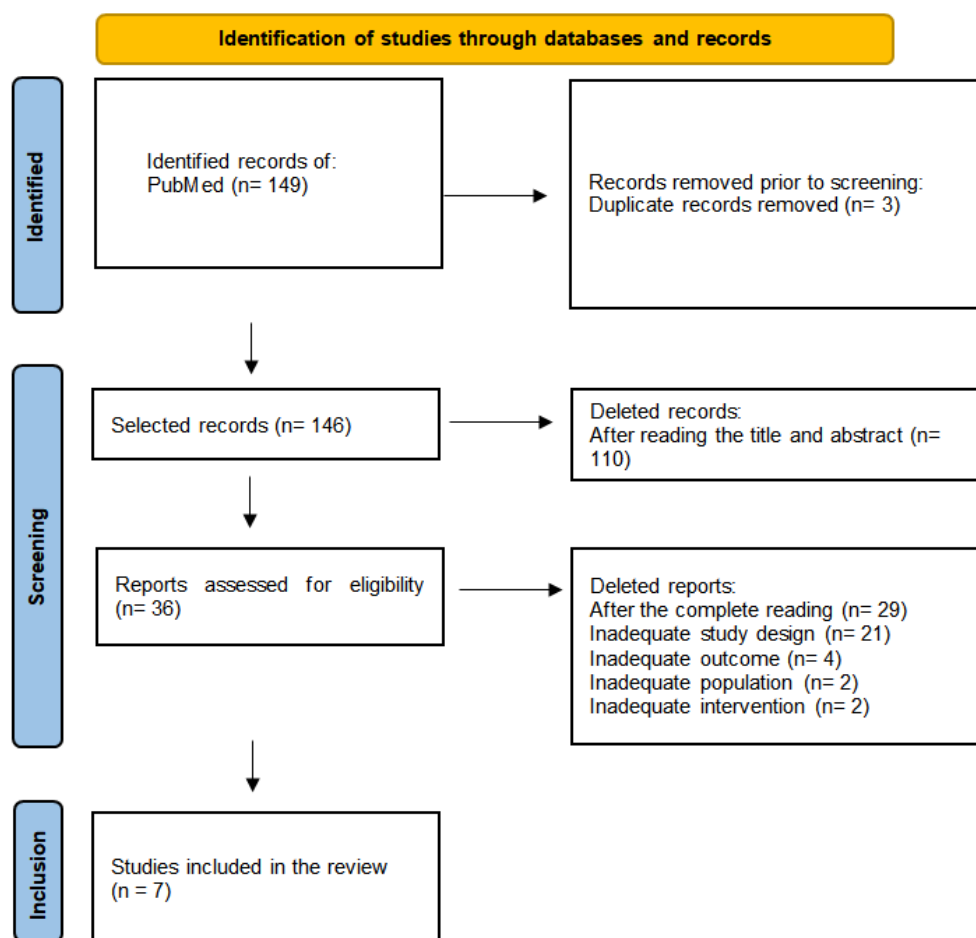 Identification of studies through databases and records
Identified
Identified records of:
PubMed (n= 149)
Records removed prior to screening:
Duplicate records removed (n= 3)
Screening
Selected records (n= 146)
Deleted records:
After reading the title and abstract (n=
110)
Reports assessed for eligibility
(n= 36)
Deleted reports:
After the complete reading (n= 29)
Inadequate study design (n= 21)
Inadequate outcome (n= 4)
Inadequate population (n= 2)
Inadequate intervention (n= 2)
Inclusion
Studies included in the review
(n = 7)